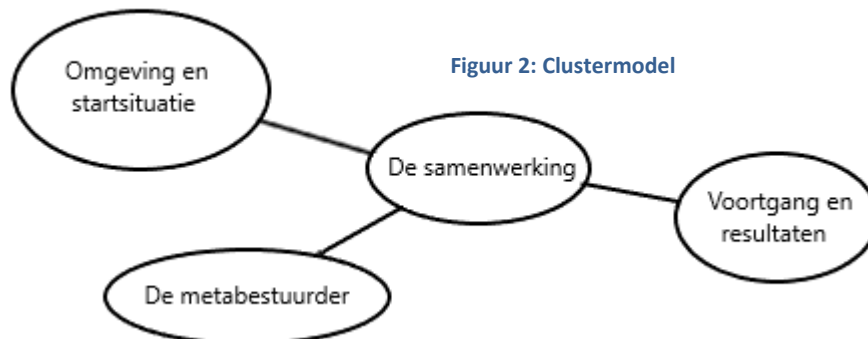 Omgeving en
startsituatie
Figuur 2: Clustermodel
De samenwerking
Voortgang en
resultaten
De metabestuurder